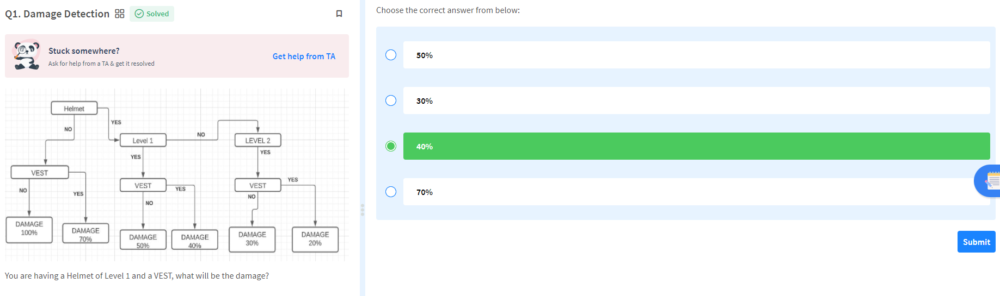 Q1. Damage Detection
Solved
Stuck somewhere?
Ask for help from a TA & get it resolved
Get help from TA
Helmet
YES
NO
Level 1
NO
LEVEL 2
YES
YES
VEST
NO
YES
VEST
YES
NO
VEST
YES
NO
DAMAGE
100%
DAMAGE
70%
DAMAGE
50%
DAMAGE
40%
DAMAGE
30%
DAMAGE
20%
You are having a Helmet of Level 1 and a VEST, what will be the damage?
Choose the correct answer from below:
50%
30%
40%
70%
Submit